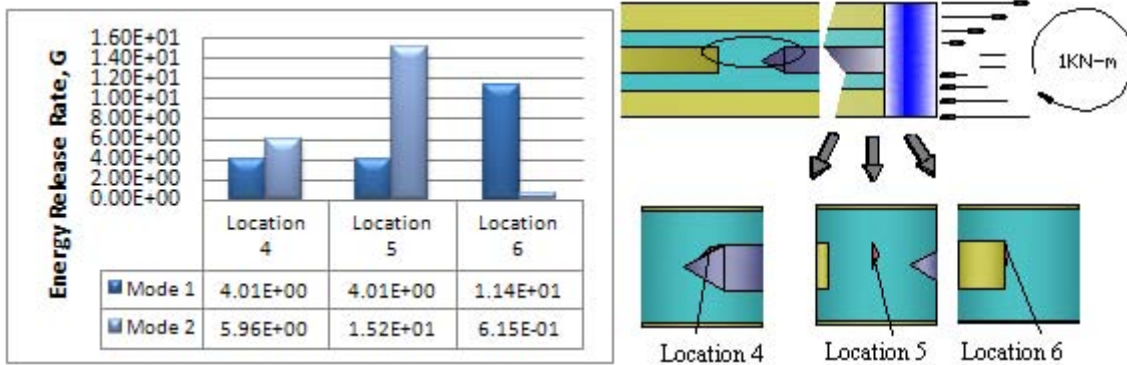 Energy Release Rate, G
1.60E+01
1.40E+01
1.20E+01
1.00E+01
8.00E+00
6.00E+00
4.00E+00
2.00E+00
0.00E+00
Location 4 Location 5 Location 6
Mode 1 4.01E+00 4.01E+00 1.14E+01
Mode 2 5.96E+00 1.52E+01 6.15E-01
1KN-m
Location 4 Location 5 Location 6